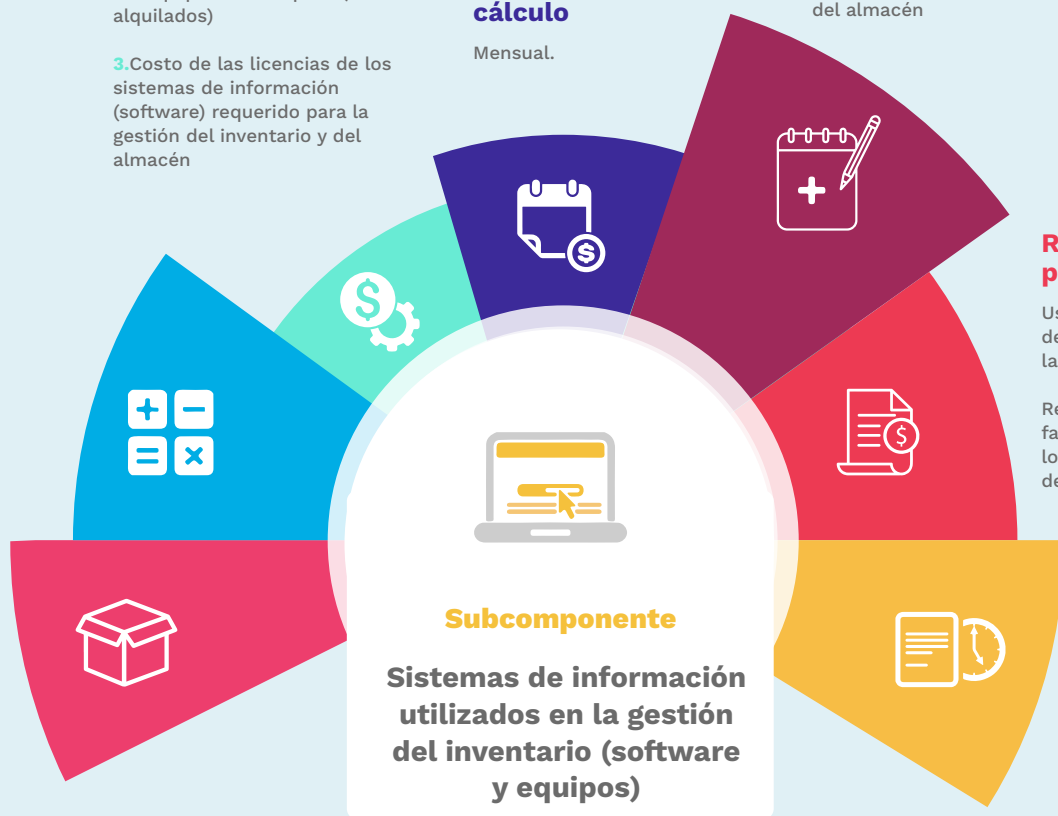 alquilados)
3.Costo de las licencias de los
sistemas de información
(software) requerido para la
gestión del inventario y del
almacén
cálculo
Mensual.
del almacén
Subcomponente
Sistemas de información
utilizados en la gestión
del inventario (software
y equipos)